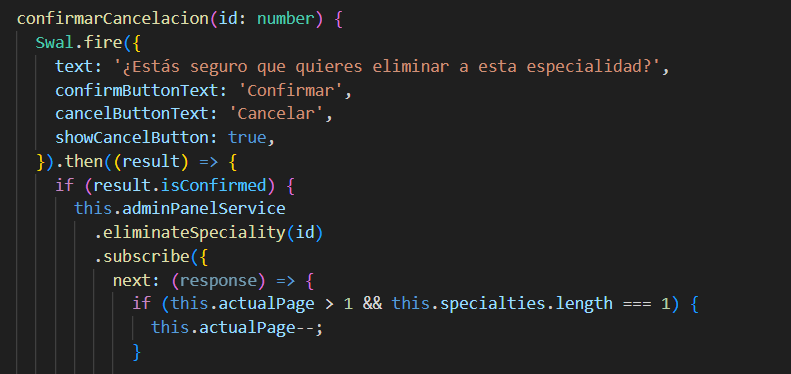 confirmarCancelacion(id: number) {
  Swal.fire({
    text: '¿Estás seguro que quieres eliminar a esta especialidad?',
    confirmButtonText: 'Confirmar',
    cancelButtonText: 'Cancelar',
    showCancelButton: true,
  }).then((result) => {
    if (result.isConfirmed) {
      this.adminPanelService
        .eliminateSpeciality(id)
        .subscribe({
          next: (response) => {
            if (this.actualPage > 1 && this.specialties.length === 1) {
              this.actualPage--;
            }